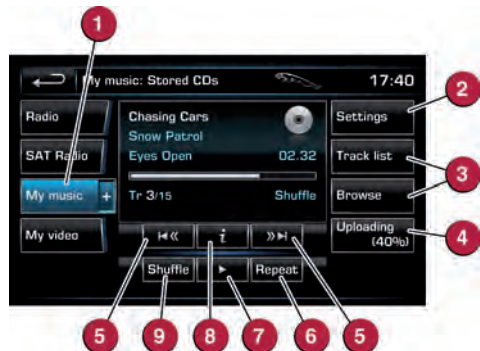 1
My music: Stored CDs
17:40
2
Radio
Chasing Cars
Settings
Snow Patrol
SAT Radio
Eyes Open
02.32
Track list
3
My music +
Tr 3/15
Shuffle
Browse
My video
Uploading
(40%)
4
I◄◄
i
►►I
Shuffle
►
Repeat
5
9
8
7
6
5